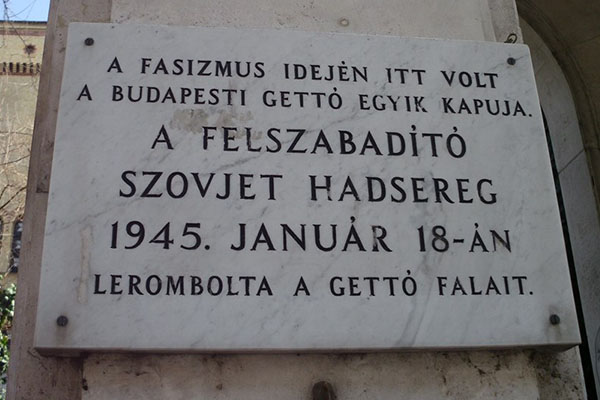 A FASIZMUS IDEJÉN ITT VOLT
A BUDAPESTI GETTÓ EGYIK KAPUJA.
A FELSZABADÍTÓ
SZOVJET HADSEREG
1945. JANUÁR 18-ÁN
LEROMBOLTA A GETTÓ FALAIT.